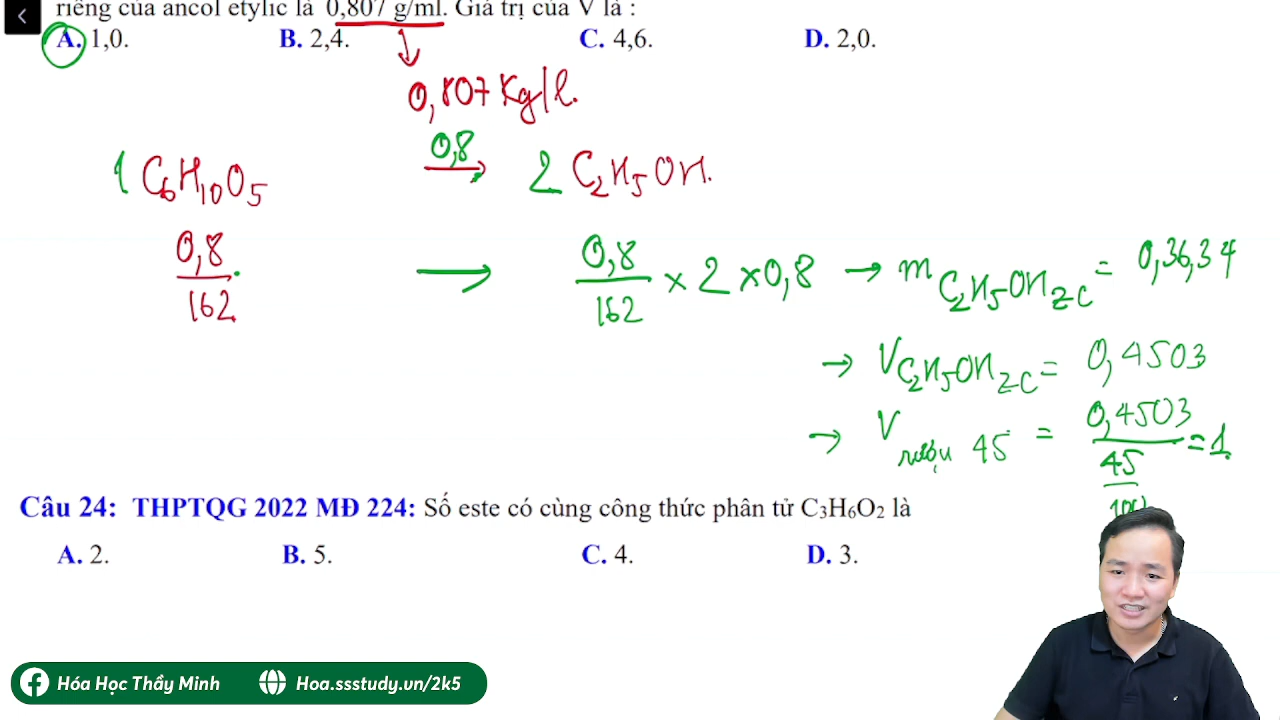 riêng của ancol etylic là 0,807 g/ml. Giá trị của V là :
A. 1,0. B. 2,4. C. 4,6. D. 2,0.
0,807 Kg/l.
1 C6H10O5 0,8 2 C2H5OH.
0,8/162 0,8/162 × 2 × 0,8 → m C2H5OH = 0,36,34
→ V C2H5OH = 0,4503
→ V rượu 45° = 0,4503/(45/100) = 1.
Câu 24: THPTQG 2022 MĐ 224: Số este có cùng công thức phân tử C3H6O2 là
A. 2. B. 5. C. 4. D. 3.
Hóa Học Thầy Minh Hoa.ssstudy.vn/2k5